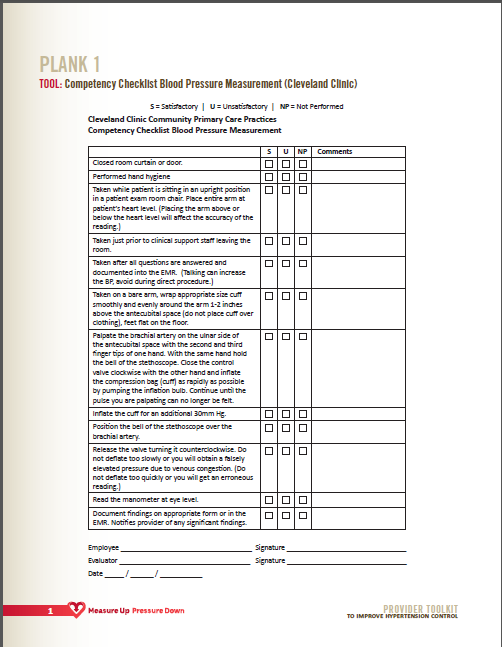 PLANK 1
TOOL: Competency Checklist Blood Pressure Measurement (Cleveland Clinic)
S = Satisfactory | U = Unsatisfactory | NP = Not Performed
Cleveland Clinic Community Primary Care Practices
Competency Checklist Blood Pressure Measurement
S U NP Comments
Closed room curtain or door.
Performed hand hygiene
Taken while patient is sitting in an upright position
in a patient exam room chair. Place entire arm at
patient's heart level. (Placing the arm above or
below the heart level will affect the accuracy of the
reading.)
Taken just prior to clinical support staff leaving the
room.
Taken after all questions are answered and
documented into the EMR. (Talking can increase
the BP, avoid during direct procedure.)
Taken on a bare arm, wrap appropriate size cuff
smoothly and evenly around the arm 1-2 inches
above the antecubital space (do not place cuff over
clothing), feet flat on the floor.
Palpate the brachial artery on the ulnar side of
the antecubital space with the second and third
finger tips of one hand. With the same hand hold
the bell of the stethoscope. Close the control
valve clockwise with the other hand and inflate
the compression bag (cuff) as rapidly as possible
by pumping the inflation bulb. Continue until the
pulse you are palpating can no longer be felt.
Inflate the cuff for an additional 30mm Hg.
Position the bell of the stethoscope over the
brachial artery.
Release the valve turning it counterclockwise. Do
not deflate too slowly or you will obtain a falsely
elevated pressure due to venous congestion. (Do
not deflate too quickly or you will get an erroneous
reading.)
Read the manometer at eye level.
Document findings on appropriate form or in the
EMR. Notifies provider of any significant findings.
Employee ____ Signature ____
Evaluator ____ Signature ____
Date ____ / ____ / ____
1 Measure Up Pressure Down
PROVIDER TOOLKIT
TO IMPROVE HYPERTENSION CONTROL